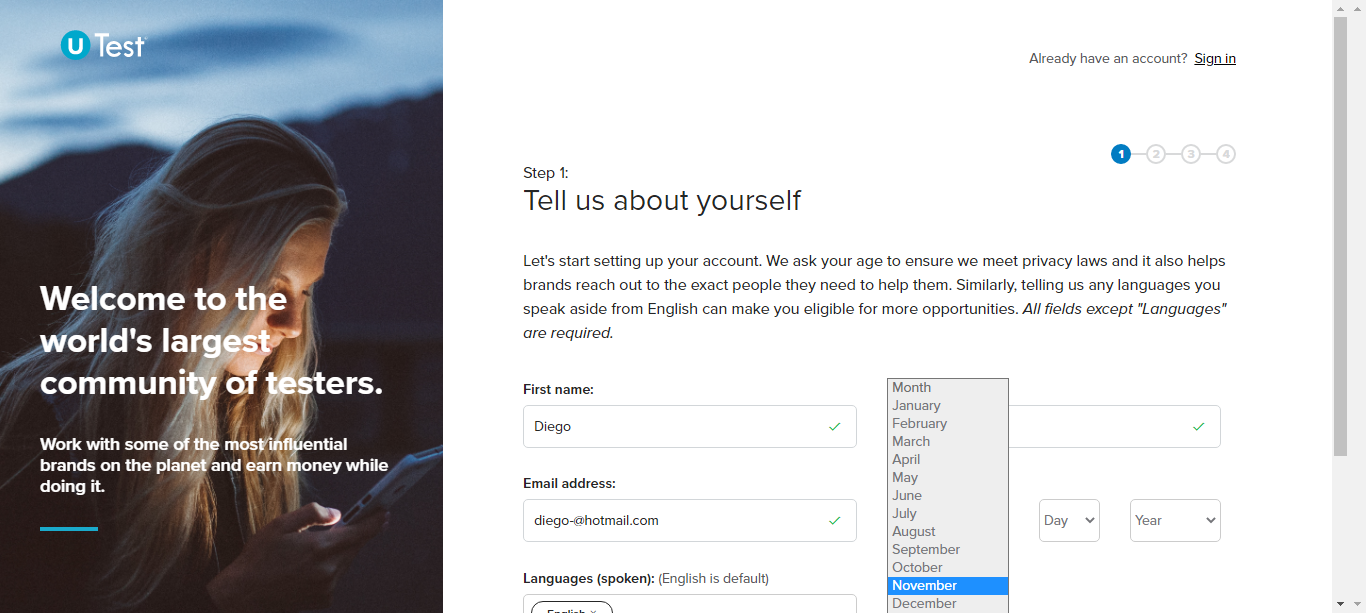 U Test
Already have an account? Sign in
1 2 3 4
Step 1:
Tell us about yourself
Let's start setting up your account. We ask your age to ensure we meet privacy laws and it also helps
brands reach out to the exact people they need to help them. Similarly, telling us any languages you
speak aside from English can make you eligible for more opportunities. All fields except "Languages"
are required.
Welcome to the
world's largest
community of testers.
Work with some of the most influential
brands on the planet and earn money while
doing it.
First name:
Diego
Month
January
February
March
April
May
June
July
August
September
October
November
December
Email address:
diego-@hotmail.com
Day
Year
Languages (spoken): (English is default)
English ×